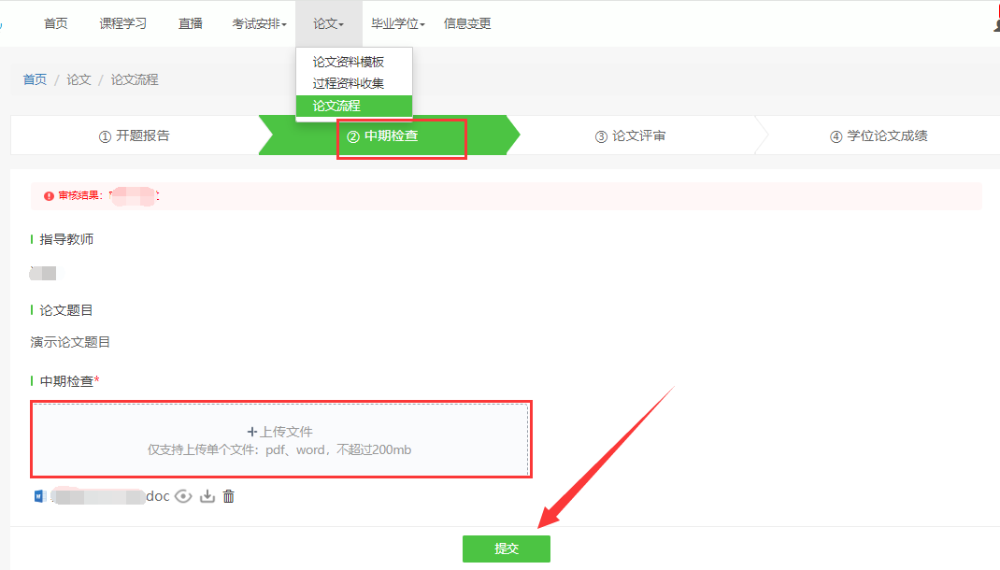 首页 课程学习 直播 考试安排 论文 毕业学位 信息变更
论文资料模板
过程资料收集
论文流程
首页 / 论文 / 论文流程
① 开题报告 ② 中期检查 ③ 论文评审 ④ 学位论文成绩
审核结果：
指导教师
论文题目
演示论文题目
中期检查*
+上传文件
仅支持上传单个文件：pdf、word，不超过200mb
doc
提交